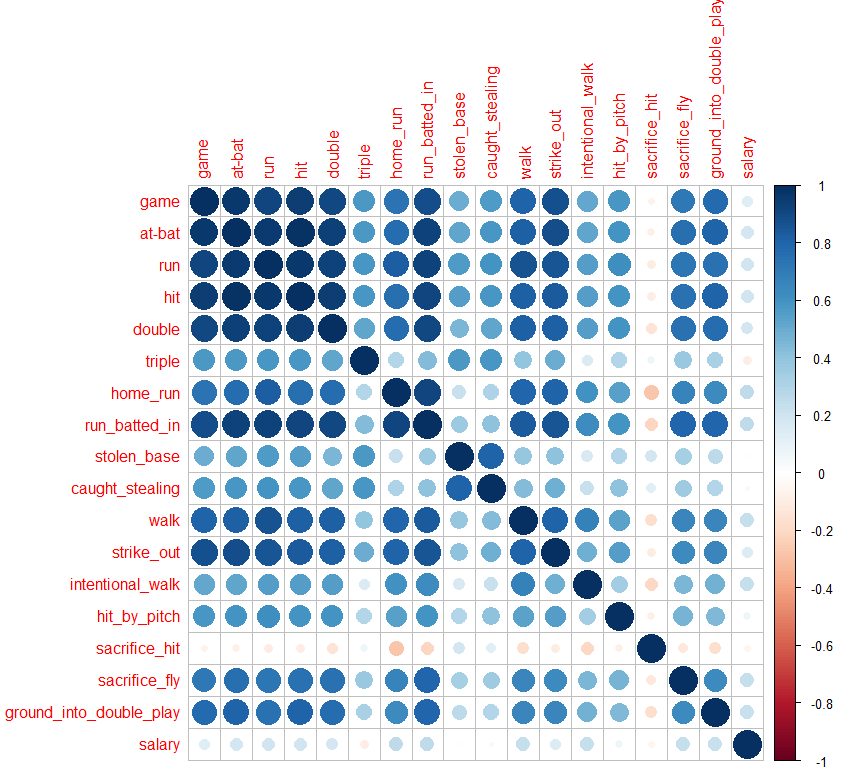 game
at-bat
run
hit
double
triple
home_run
run_batted_in
stolen_base
caught_stealing
walk
strike_out
intentional_walk
hit_by_pitch
sacrifice_hit
sacrifice_fly
ground_into_double_play
salary
game
at-bat
run
hit
double
triple
home_run
run_batted_in
stolen_base
caught_stealing
walk
strike_out
intentional_walk
hit_by_pitch
sacrifice_hit
sacrifice_fly
ground_into_double_play
salary
1
0.8
0.6
0.4
0.2
0
-0.2
-0.4
-0.6
-0.8
-1